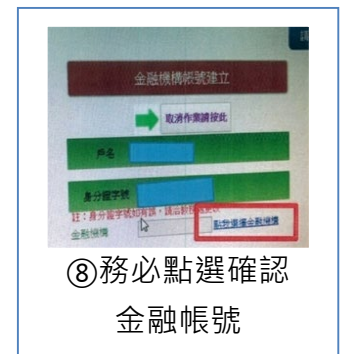 金融機構帳號建立
取消作業請按此
戶名
身分證字號
註：身分證字號如有誤，請洽
金融機構
點我選擇金融機構
⑧務必點選確認
金融帳號